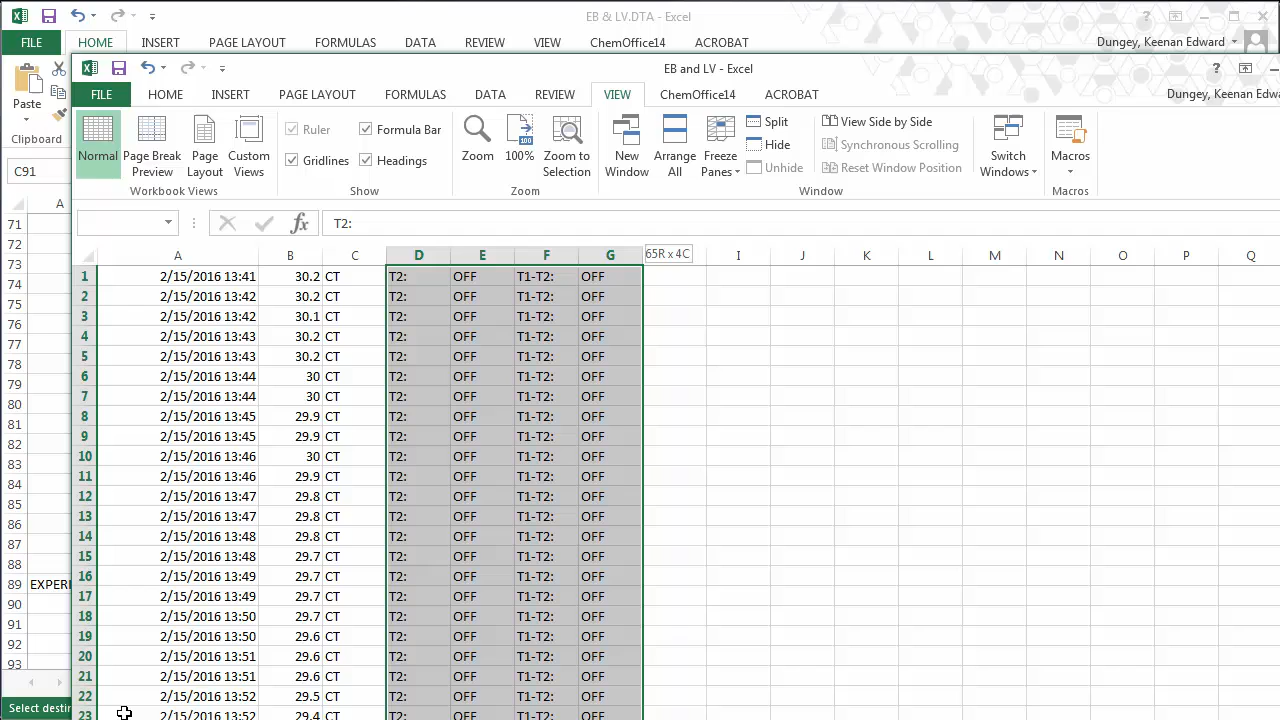 EB & LV.DTA - Excel
FILE HOME INSERT PAGE LAYOUT FORMULAS DATA REVIEW VIEW ChemOffice14 ACROBAT Dungey, Keenan Edward
EB and LV - Excel
FILE HOME INSERT PAGE LAYOUT FORMULAS DATA REVIEW VIEW ChemOffice14 ACROBAT Dungey, Keenan Edward
Paste
Clipboard
Normal
Page Break Preview
Page Layout
Custom Views
Workbook Views
Ruler Formula Bar
Gridlines Headings
Show
Zoom
100%
Zoom to Selection
Zoom
New Window
Arrange All
Freeze Panes
Split
Hide
Unhide
View Side by Side
Synchronous Scrolling
Reset Window Position
Window
Switch Windows
Macros
Macros
C91
fx T2:
A
71
72
73
74
75
76
77
78
79
80
81
82
83
84
85
86
87
88
89 EXPERI
90
91
92
93
Select destin
A B C D E F G 65R x 4C I J K L M N O P Q
1 2/15/2016 13:41 30.2 CT T2: OFF T1-T2: OFF
2 2/15/2016 13:42 30.2 CT T2: OFF T1-T2: OFF
3 2/15/2016 13:42 30.1 CT T2: OFF T1-T2: OFF
4 2/15/2016 13:43 30.2 CT T2: OFF T1-T2: OFF
5 2/15/2016 13:43 30.2 CT T2: OFF T1-T2: OFF
6 2/15/2016 13:44 30 CT T2: OFF T1-T2: OFF
7 2/15/2016 13:44 30 CT T2: OFF T1-T2: OFF
8 2/15/2016 13:45 29.9 CT T2: OFF T1-T2: OFF
9 2/15/2016 13:45 29.9 CT T2: OFF T1-T2: OFF
10 2/15/2016 13:46 30 CT T2: OFF T1-T2: OFF
11 2/15/2016 13:46 29.9 CT T2: OFF T1-T2: OFF
12 2/15/2016 13:47 29.8 CT T2: OFF T1-T2: OFF
13 2/15/2016 13:47 29.8 CT T2: OFF T1-T2: OFF
14 2/15/2016 13:48 29.8 CT T2: OFF T1-T2: OFF
15 2/15/2016 13:48 29.7 CT T2: OFF T1-T2: OFF
16 2/15/2016 13:49 29.7 CT T2: OFF T1-T2: OFF
17 2/15/2016 13:49 29.7 CT T2: OFF T1-T2: OFF
18 2/15/2016 13:50 29.7 CT T2: OFF T1-T2: OFF
19 2/15/2016 13:50 29.6 CT T2: OFF T1-T2: OFF
20 2/15/2016 13:51 29.6 CT T2: OFF T1-T2: OFF
21 2/15/2016 13:51 29.6 CT T2: OFF T1-T2: OFF
22 2/15/2016 13:52 29.5 CT T2: OFF T1-T2: OFF
23 2/15/2016 13:52 29.4 CT T2: OFF T1-T2: OFF